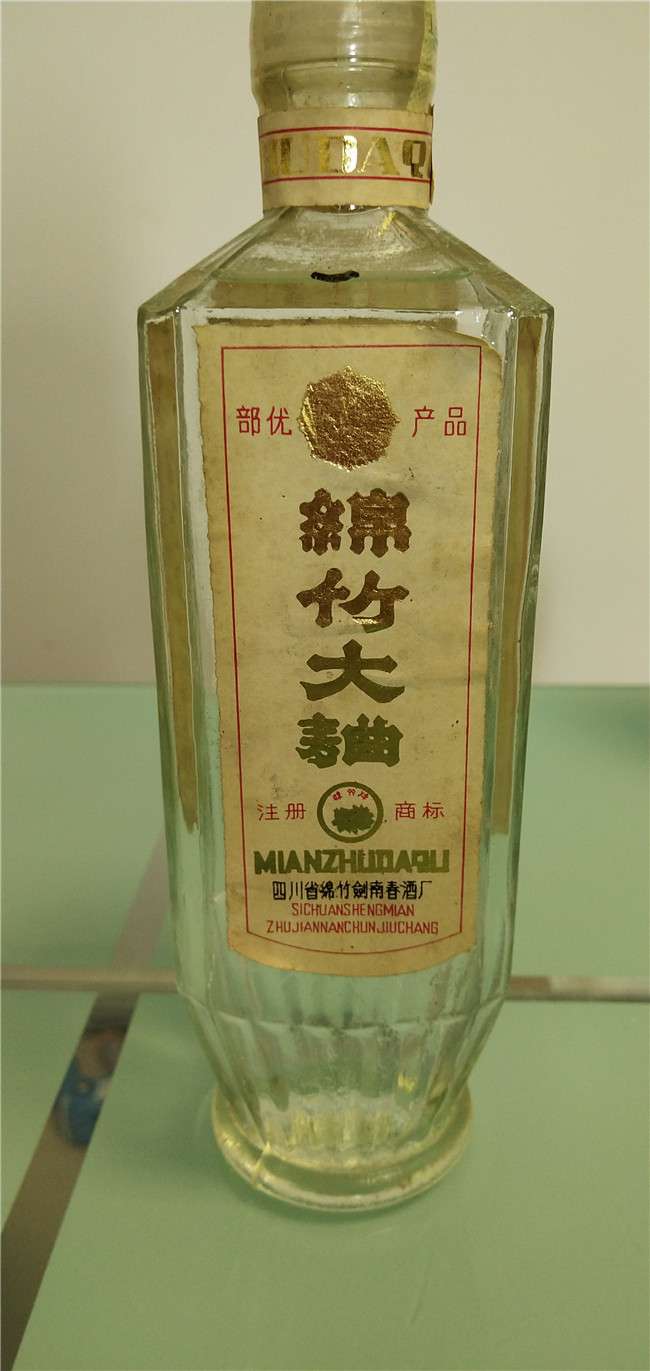 UDAQ
部优 产品
綿竹大麯
注册 商标
MIANZHUDAQU
四川省绵竹剑南春酒厂
SICHUANSHENGMIAN
ZHUJIANNANCHUNJIUCHANG